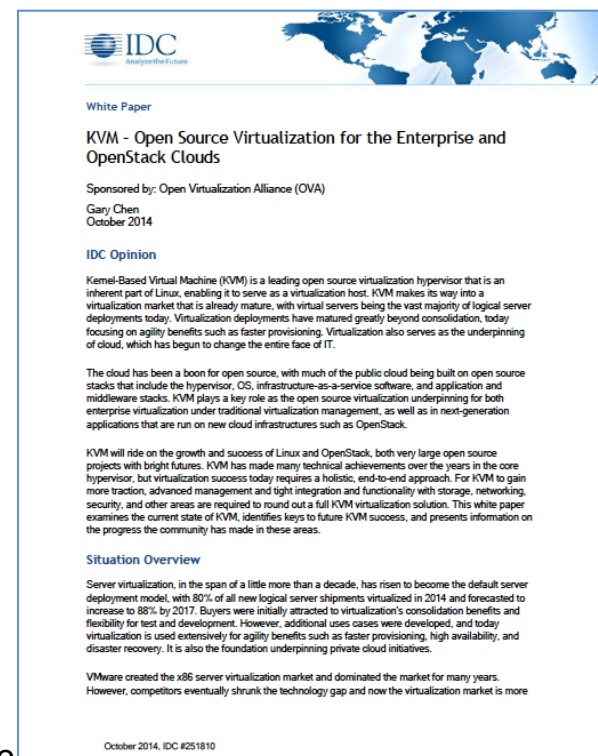 IDC
Analyze the Future
White Paper
KVM – Open Source Virtualization for the Enterprise and
OpenStack Clouds
Sponsored by: Open Virtualization Alliance (OVA)
Gary Chen
October 2014
IDC Opinion
Kernel-Based Virtual Machine (KVM) is a leading open source virtualization hypervisor that is an
inherent part of Linux, enabling it to serve as a virtualization host. KVM makes its way into a
virtualization market that is already mature, with virtual servers being the vast majority of logical server
deployments today. Virtualization deployments have matured greatly beyond consolidation, today
focusing on agility benefits such as faster provisioning. Virtualization also serves as the underpinning
of cloud, which has begun to change the entire face of IT.
The cloud has been a boon for open source, with much of the public cloud being built on open source
stacks that include the hypervisor, OS, infrastructure-as-a-service software, and application and
middleware stacks. KVM plays a key role as the open source virtualization underpinning for both
enterprise virtualization under traditional virtualization management, as well as in next-generation
applications that are run on new cloud infrastructures such as OpenStack.
KVM will ride on the growth and success of Linux and OpenStack, both very large open source
projects with bright futures. KVM has made many technical achievements over the years in the core
hypervisor, but virtualization success today requires a holistic, end-to-end approach. For KVM to gain
more traction, advanced management and tight integration and functionality with storage, networking,
security, and other areas are required to round out a full KVM virtualization solution. This white paper
examines the current state of KVM, identifies keys to future KVM success, and presents information on
the progress the community has made in these areas.
Situation Overview
Server virtualization, in the span of a little more than a decade, has risen to become the default server
deployment model, with 80% of all new logical server shipments virtualized in 2014 and forecasted to
increase to 88% by 2017. Buyers were initially attracted to virtualization's consolidation benefits and
flexibility for test and development. However, additional uses cases were developed, and today
virtualization is used extensively for agility benefits such as faster provisioning, high availability, and
disaster recovery. It is also the foundation underpinning private cloud initiatives.
VMware created the x86 server virtualization market and dominated the market for many years.
However, competitors eventually shrunk the technology gap and now the virtualization market is more
October 2014, IDC #251810